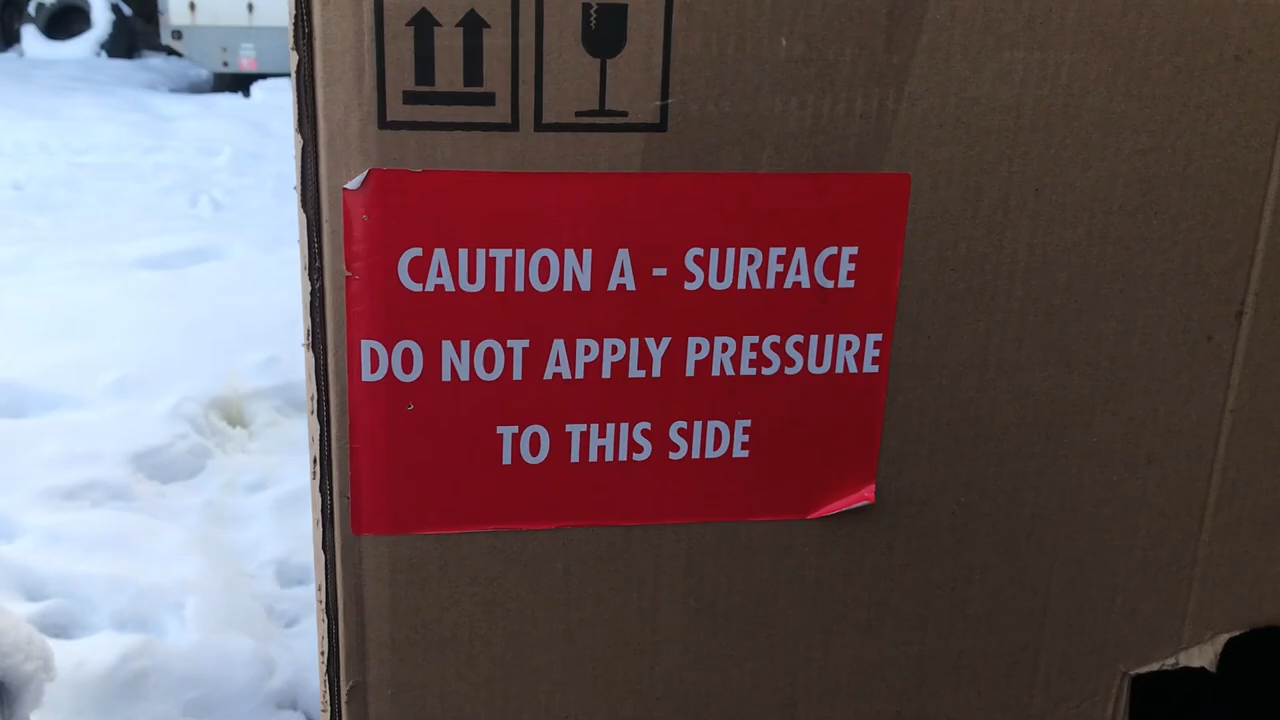 CAUTION A - SURFACE
DO NOT APPLY PRESSURE
TO THIS SIDE